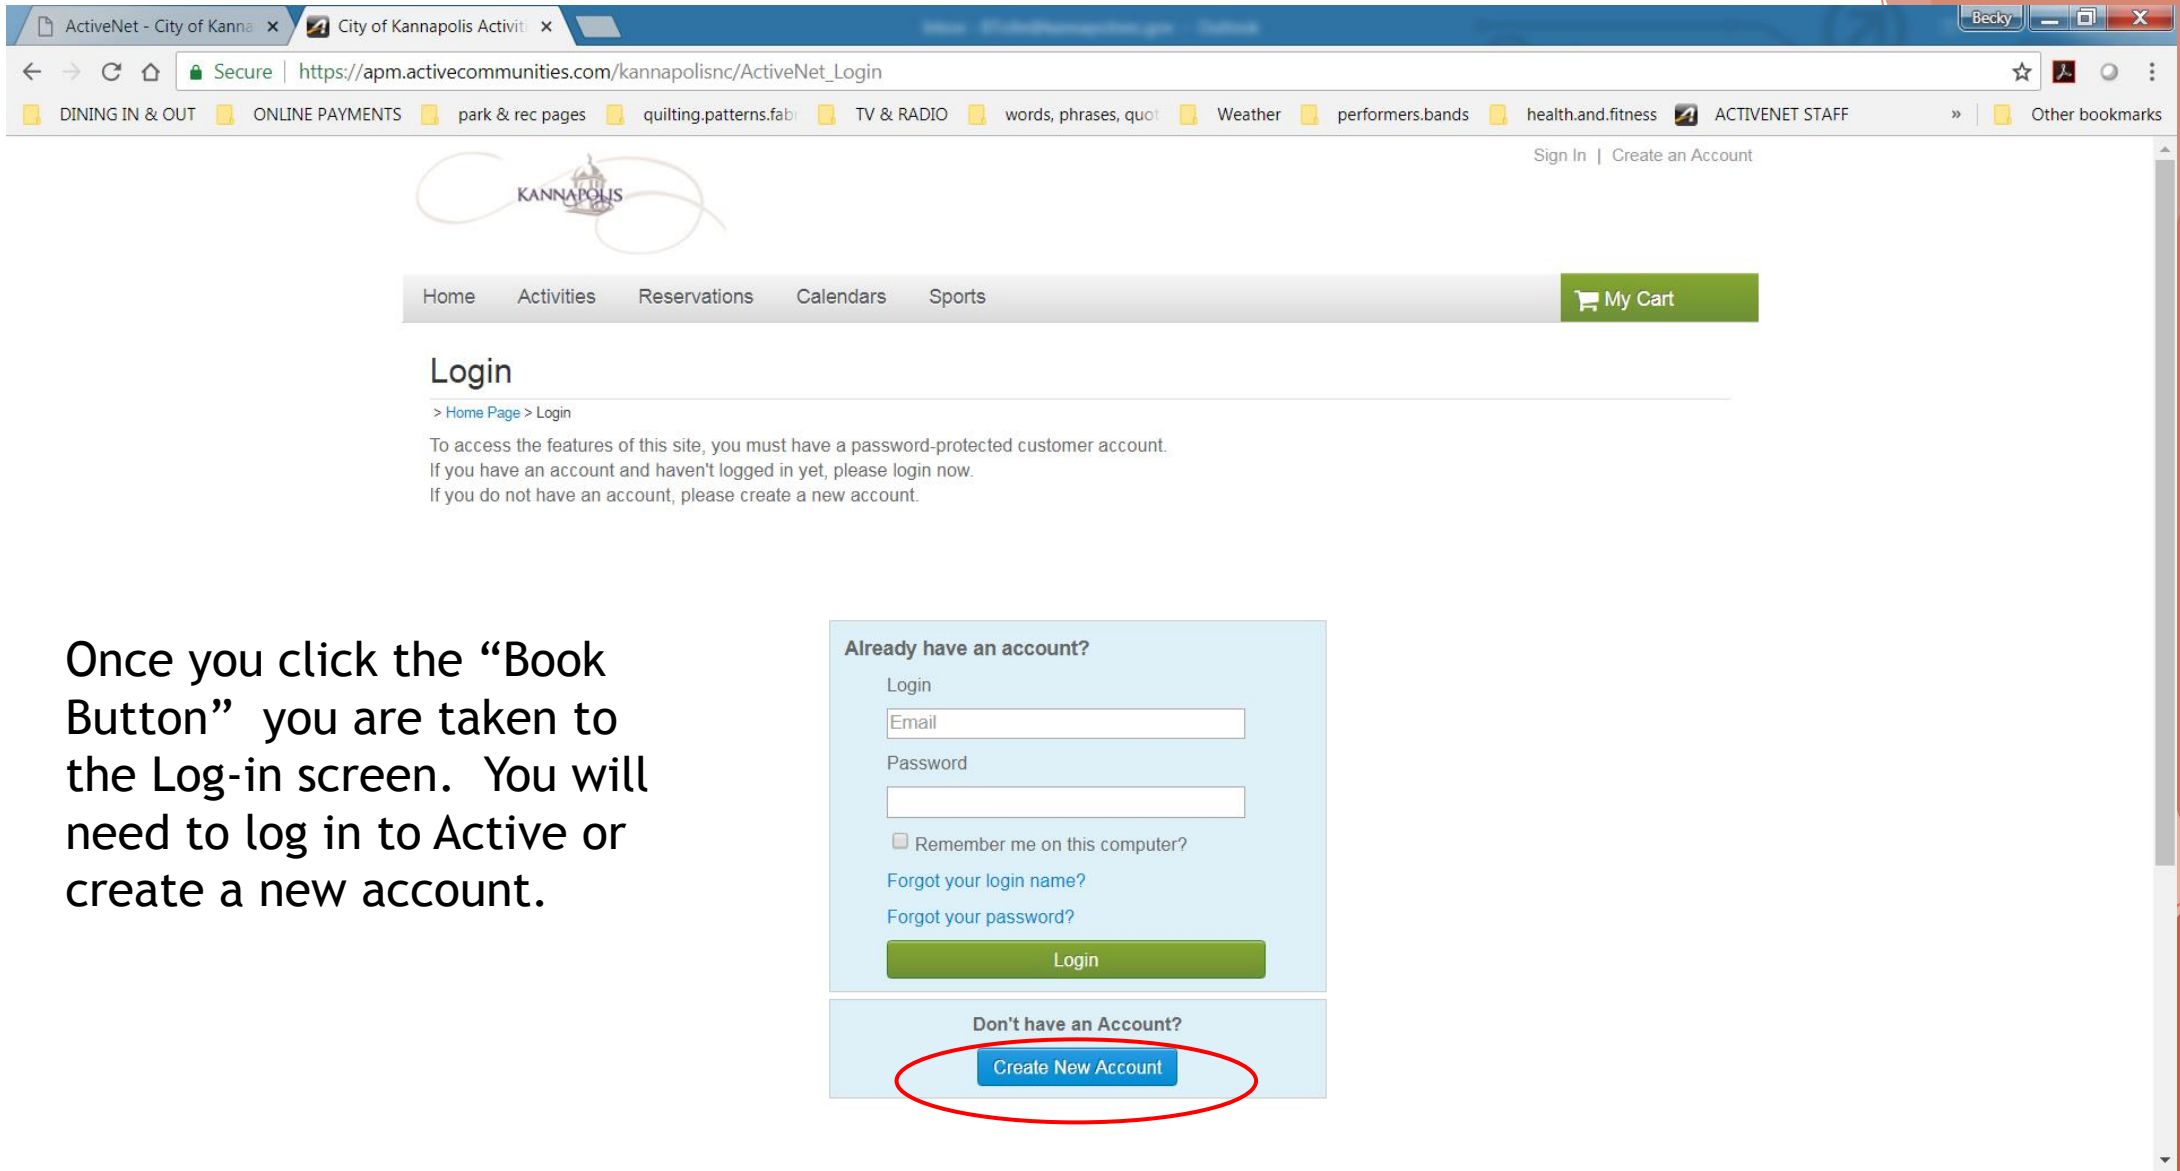 ActiveNet - City of Kanna
City of Kannapolis Activit
Becky
Secure | https://apm.activecommunities.com/kannapolisnc/ActiveNet_Login
DINING IN & OUT
ONLINE PAYMENTS
park & rec pages
quilting.patterns.fab
TV & RADIO
words, phrases, quot
Weather
performers.bands
health.and.fitness
ACTIVENET STAFF
»
Other bookmarks
Sign In | Create an Account
KANNAPOLIS
Home Activities Reservations Calendars Sports
My Cart
Login
> Home Page > Login
To access the features of this site, you must have a password-protected customer account.
If you have an account and haven't logged in yet, please login now.
If you do not have an account, please create a new account.
Once you click the “Book
Button”  you are taken to
the Log-in screen.  You will
need to log in to Active or
create a new account.
Already have an account?
Login
Email
Password
Remember me on this computer?
Forgot your login name?
Forgot your password?
Login
Don't have an Account?
Create New Account